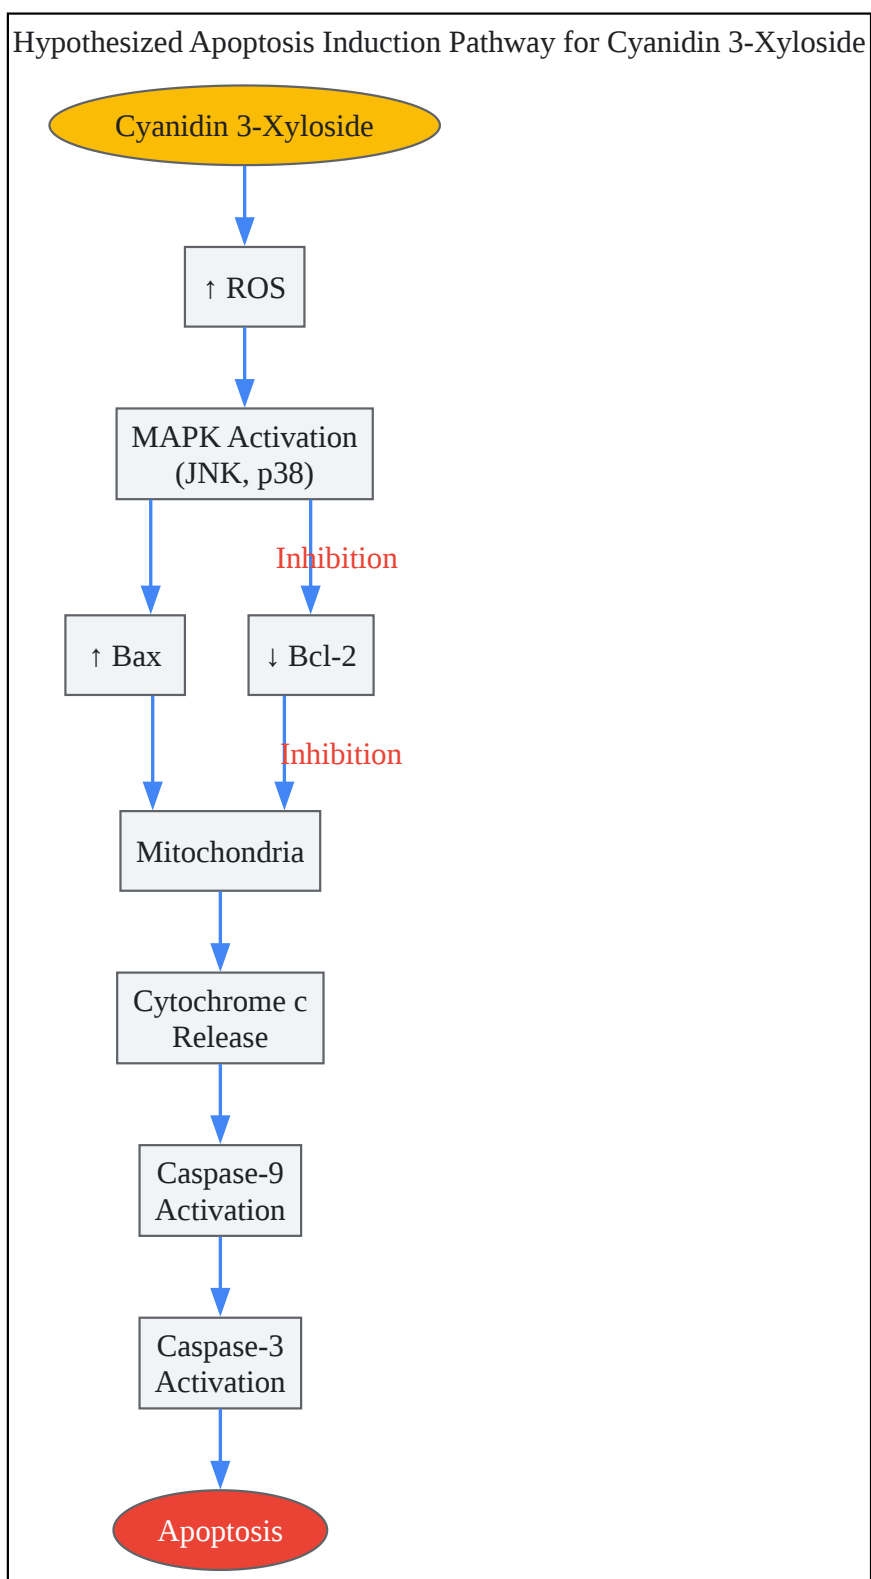 Hypothesized Apoptosis Induction Pathway for Cyanidin 3-Xyloside
Cyanidin 3-Xyloside
↑ ROS
MAPK Activation
(JNK, p38)
Inhibition
↑ Bax
↓ Bcl-2
Inhibition
Mitochondria
Cytochrome c
Release
Caspase-9
Activation
Caspase-3
Activation
Apoptosis